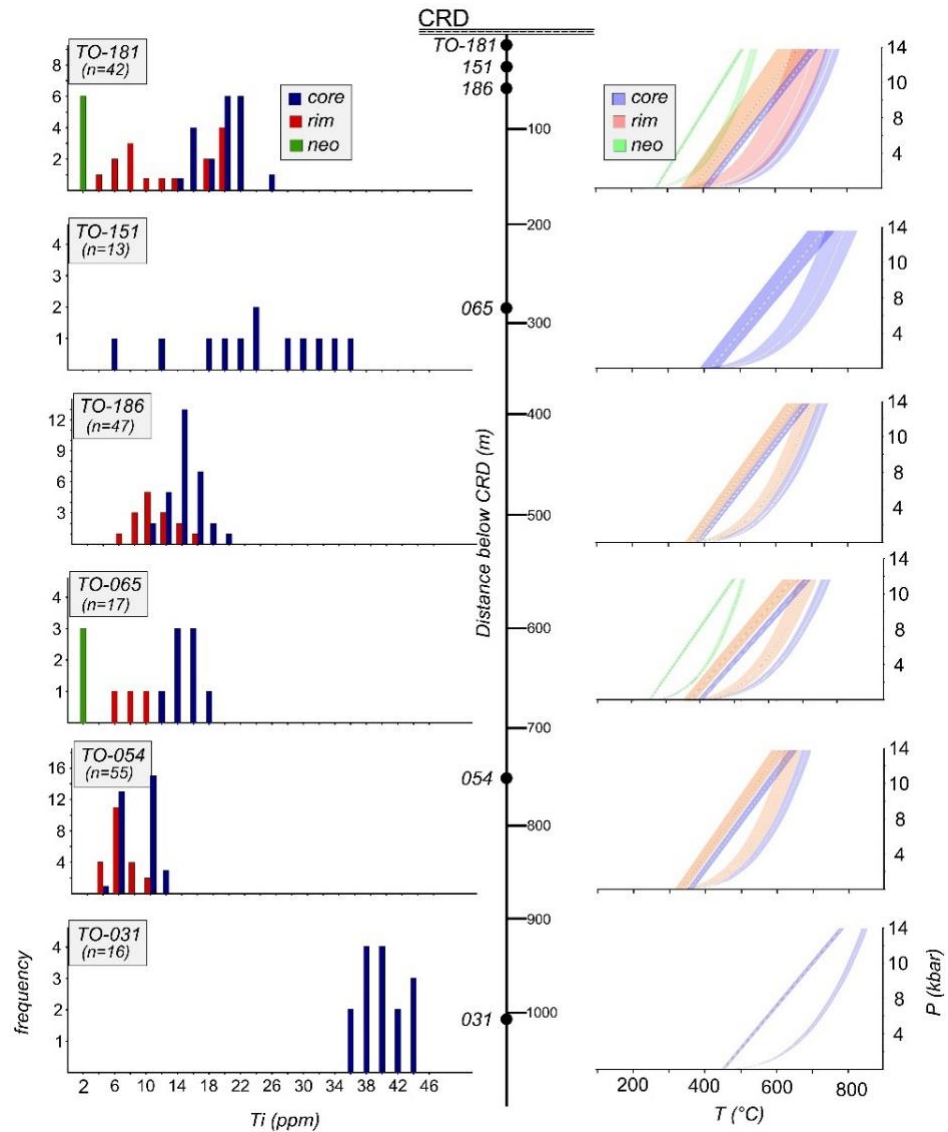 CRD
TO-181
(n=42)
8
6
4
2
core
rim
neo
TO-181
151
186
100
core
rim
neo
14
10
8
4
TO-151
(n=13)
4
3
2
1
200
065
300
14
10
8
4
TO-186
(n=47)
12
9
6
3
400
500
14
10
8
4
TO-065
(n=17)
4
3
2
1
600
700
14
12
8
4
TO-054
(n=55)
16
12
8
4
054
800
14
12
8
4
TO-031
(n=16)
4
3
2
1
900
031
1000
14
10
8
4
Distance below CRD (m)
frequency
P (kbar)
2 6 10 14 18 22 26 30 34 38 42 46
Ti (ppm)
200 400 600 800
T (°C)